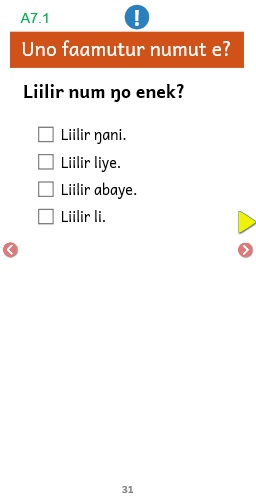 A7.1
!
Uno faamutur numut e?
Liilir num ŋo enek?
Liilir ŋani.
Liilir liye.
Liilir abaye.
Liilir li.
31